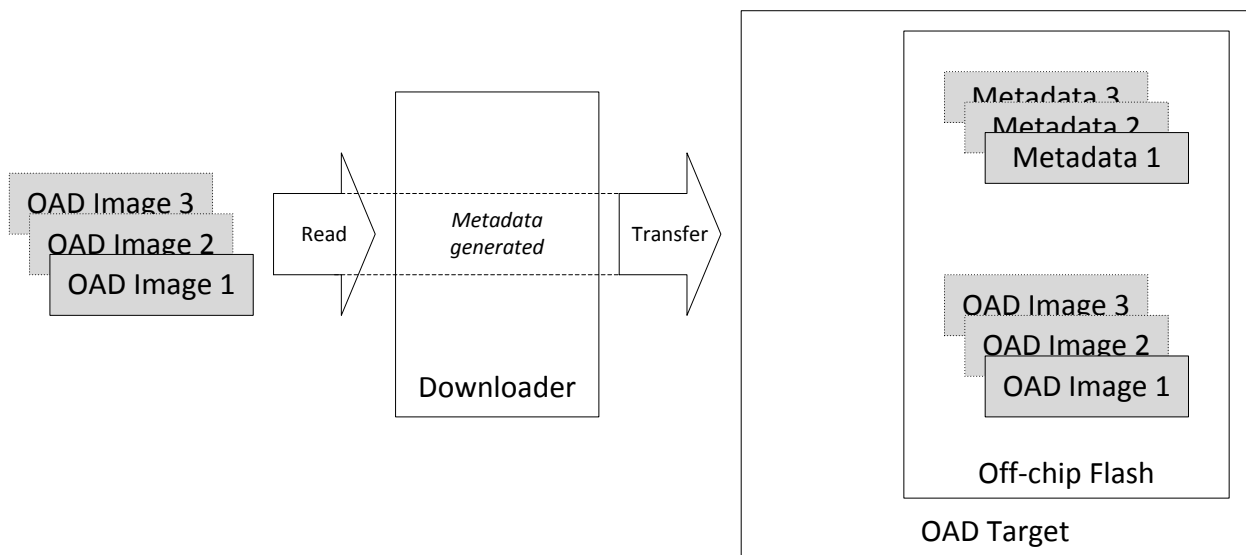 OAD Image 3
OAD Image 2
OAD Image 1
Read
Metadata
generated
Downloader
Transfer
Metadata 3
Metadata 2
Metadata 1
OAD Image 3
OAD Image 2
OAD Image 1
Off-chip Flash
OAD Target